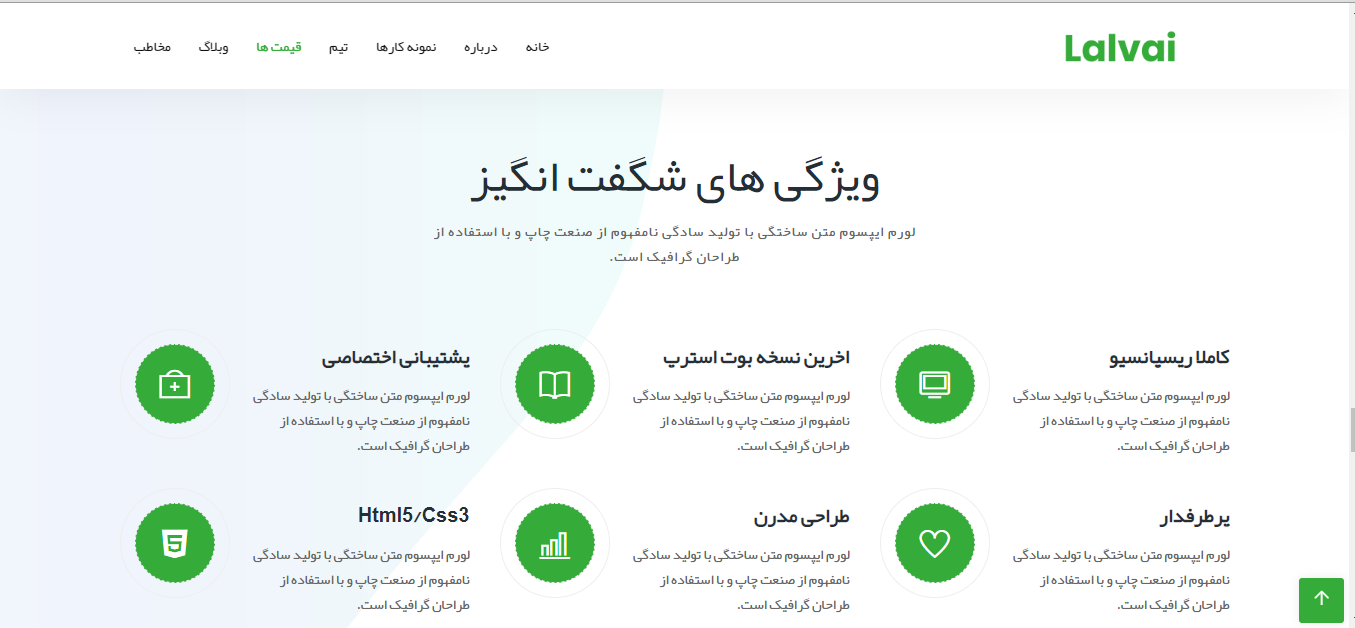 Lalvai
خانه درباره نمونه کارها تیم قیمت ها وبلاگ مخاطب
ویژگی های شگفت انگیز
لورم ایپسوم متن ساختگی با تولید سادگی نامفهوم از صنعت چاپ و با استفاده از
طراحان گرافیک است.
کاملا ریسپانسیو
لورم ایپسوم متن ساختگی با تولید سادگی
نامفهوم از صنعت چاپ و با استفاده از
طراحان گرافیک است.
اخرین نسخه بوت استرپ
لورم ایپسوم متن ساختگی با تولید سادگی
نامفهوم از صنعت چاپ و با استفاده از
طراحان گرافیک است.
پشتیبانی اختصاصی
لورم ایپسوم متن ساختگی با تولید سادگی
نامفهوم از صنعت چاپ و با استفاده از
طراحان گرافیک است.
پرطرفدار
لورم ایپسوم متن ساختگی با تولید سادگی
نامفهوم از صنعت چاپ و با استفاده از
طراحان گرافیک است.
طراحی مدرن
لورم ایپسوم متن ساختگی با تولید سادگی
نامفهوم از صنعت چاپ و با استفاده از
طراحان گرافیک است.
Html5/Css3
لورم ایپسوم متن ساختگی با تولید سادگی
نامفهوم از صنعت چاپ و با استفاده از
طراحان گرافیک است.